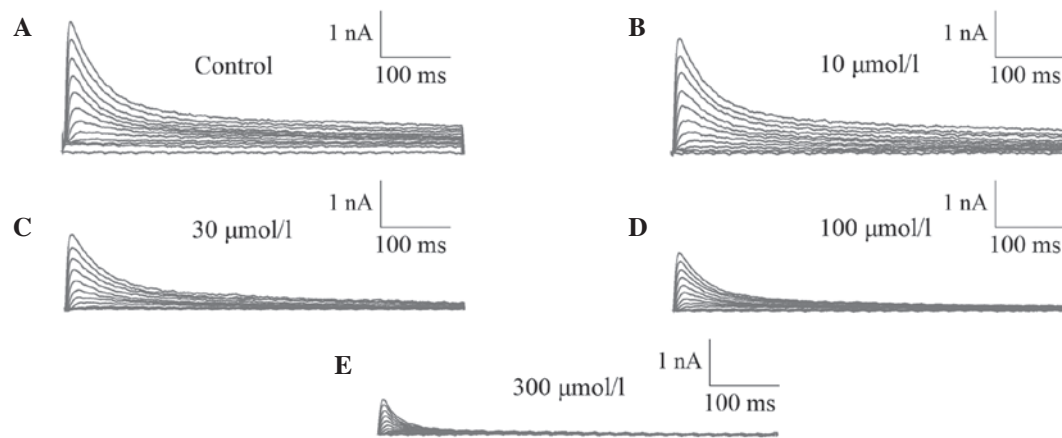 A
Control
1 nA
100 ms
B
10 μmol/l
1 nA
100 ms
C
30 μmol/l
1 nA
100 ms
D
100 μmol/l
1 nA
100 ms
E
300 μmol/l
1 nA
100 ms